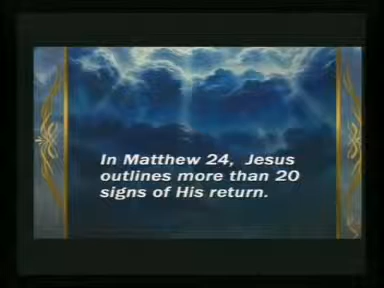 In Matthew 24, Jesus
outlines more than 20
signs of His return.